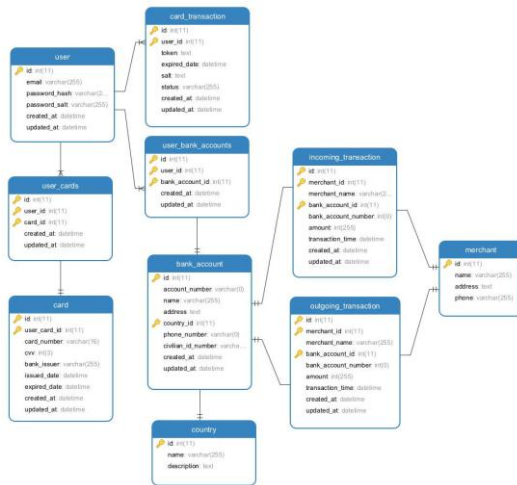 card_transaction
id int(11)
user_id int(11)
token text
expired_date datetime
salt text
status varchar(255)
created_at datetime
updated_at datetime
user
id int(11)
email varchar(255)
password_hash varchar(2...
password_salt varchar(255)
created_at datetime
updated_at datetime
user_bank_accounts
id int(11)
user_id int(11)
bank_account_id int(11)
created_at datetime
updated_at datetime
incoming_transaction
id int(11)
merchant_id int(11)
merchant_name varchar(2...
bank_account_id int(11)
bank_account_number int(0)
amount int(255)
transaction_time datetime
created_at datetime
updated_at datetime
user_cards
id int(11)
user_id int(11)
card_id int(11)
created_at datetime
updated_at datetime
merchant
id int(11)
name varchar(255)
address text
phone varchar(255)
bank_account
id int(11)
account_number varchar(0)
name varchar(255)
address text
country_id int(11)
phone_number varchar(0)
civilian_id_number varcha...
created_at datetime
updated_at datetime
card
id int(11)
user_card_id int(11)
card_number varchar(16)
cvv int(3)
bank_issuer varchar(255)
issued_date datetime
expired_date datetime
created_at datetime
updated_at datetime
outgoing_transaction
id int(11)
merchant_id int(11)
merchant_name varchar(255)
bank_account_id int(11)
bank_account_number int(0)
amount int(255)
transaction_time datetime
created_at datetime
updated_at datetime
country
id int(11)
name varchar(255)
description text